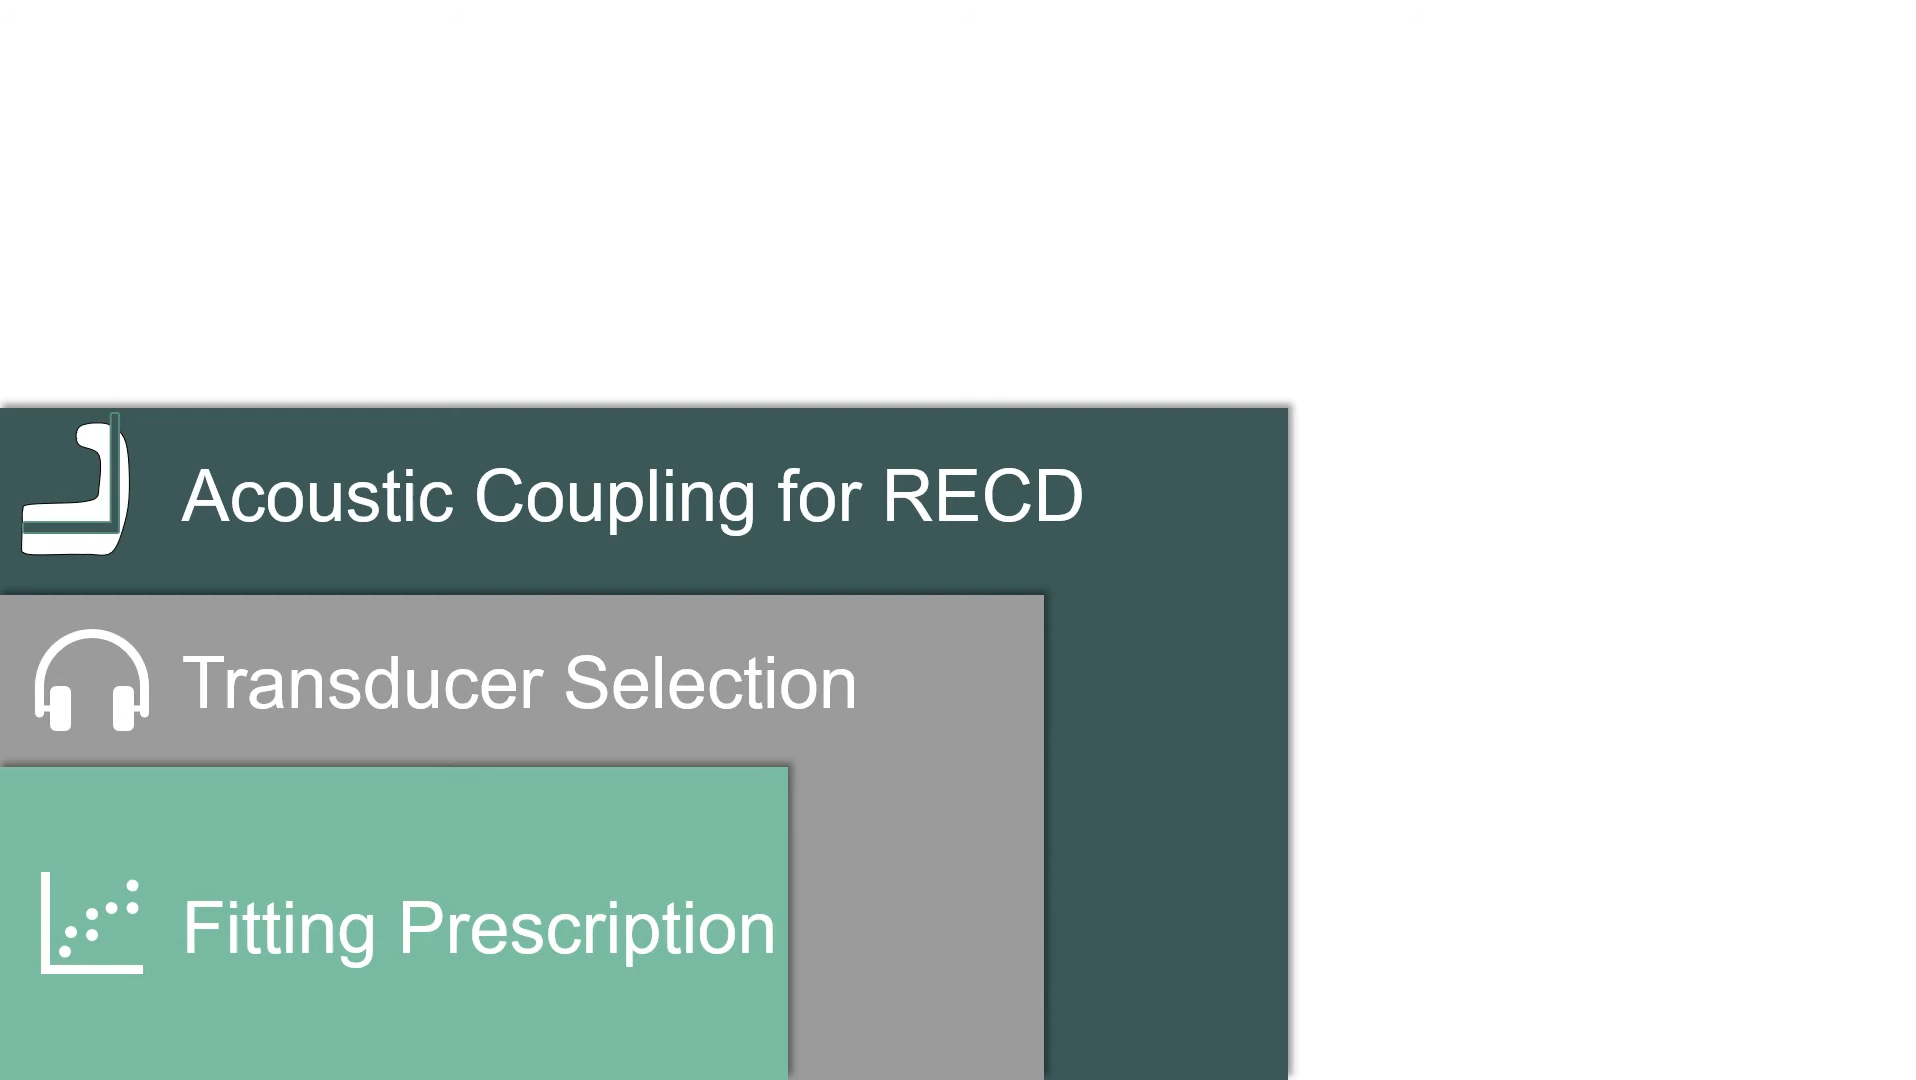 Acoustic Coupling for RECD
Transducer Selection
Fitting Prescription